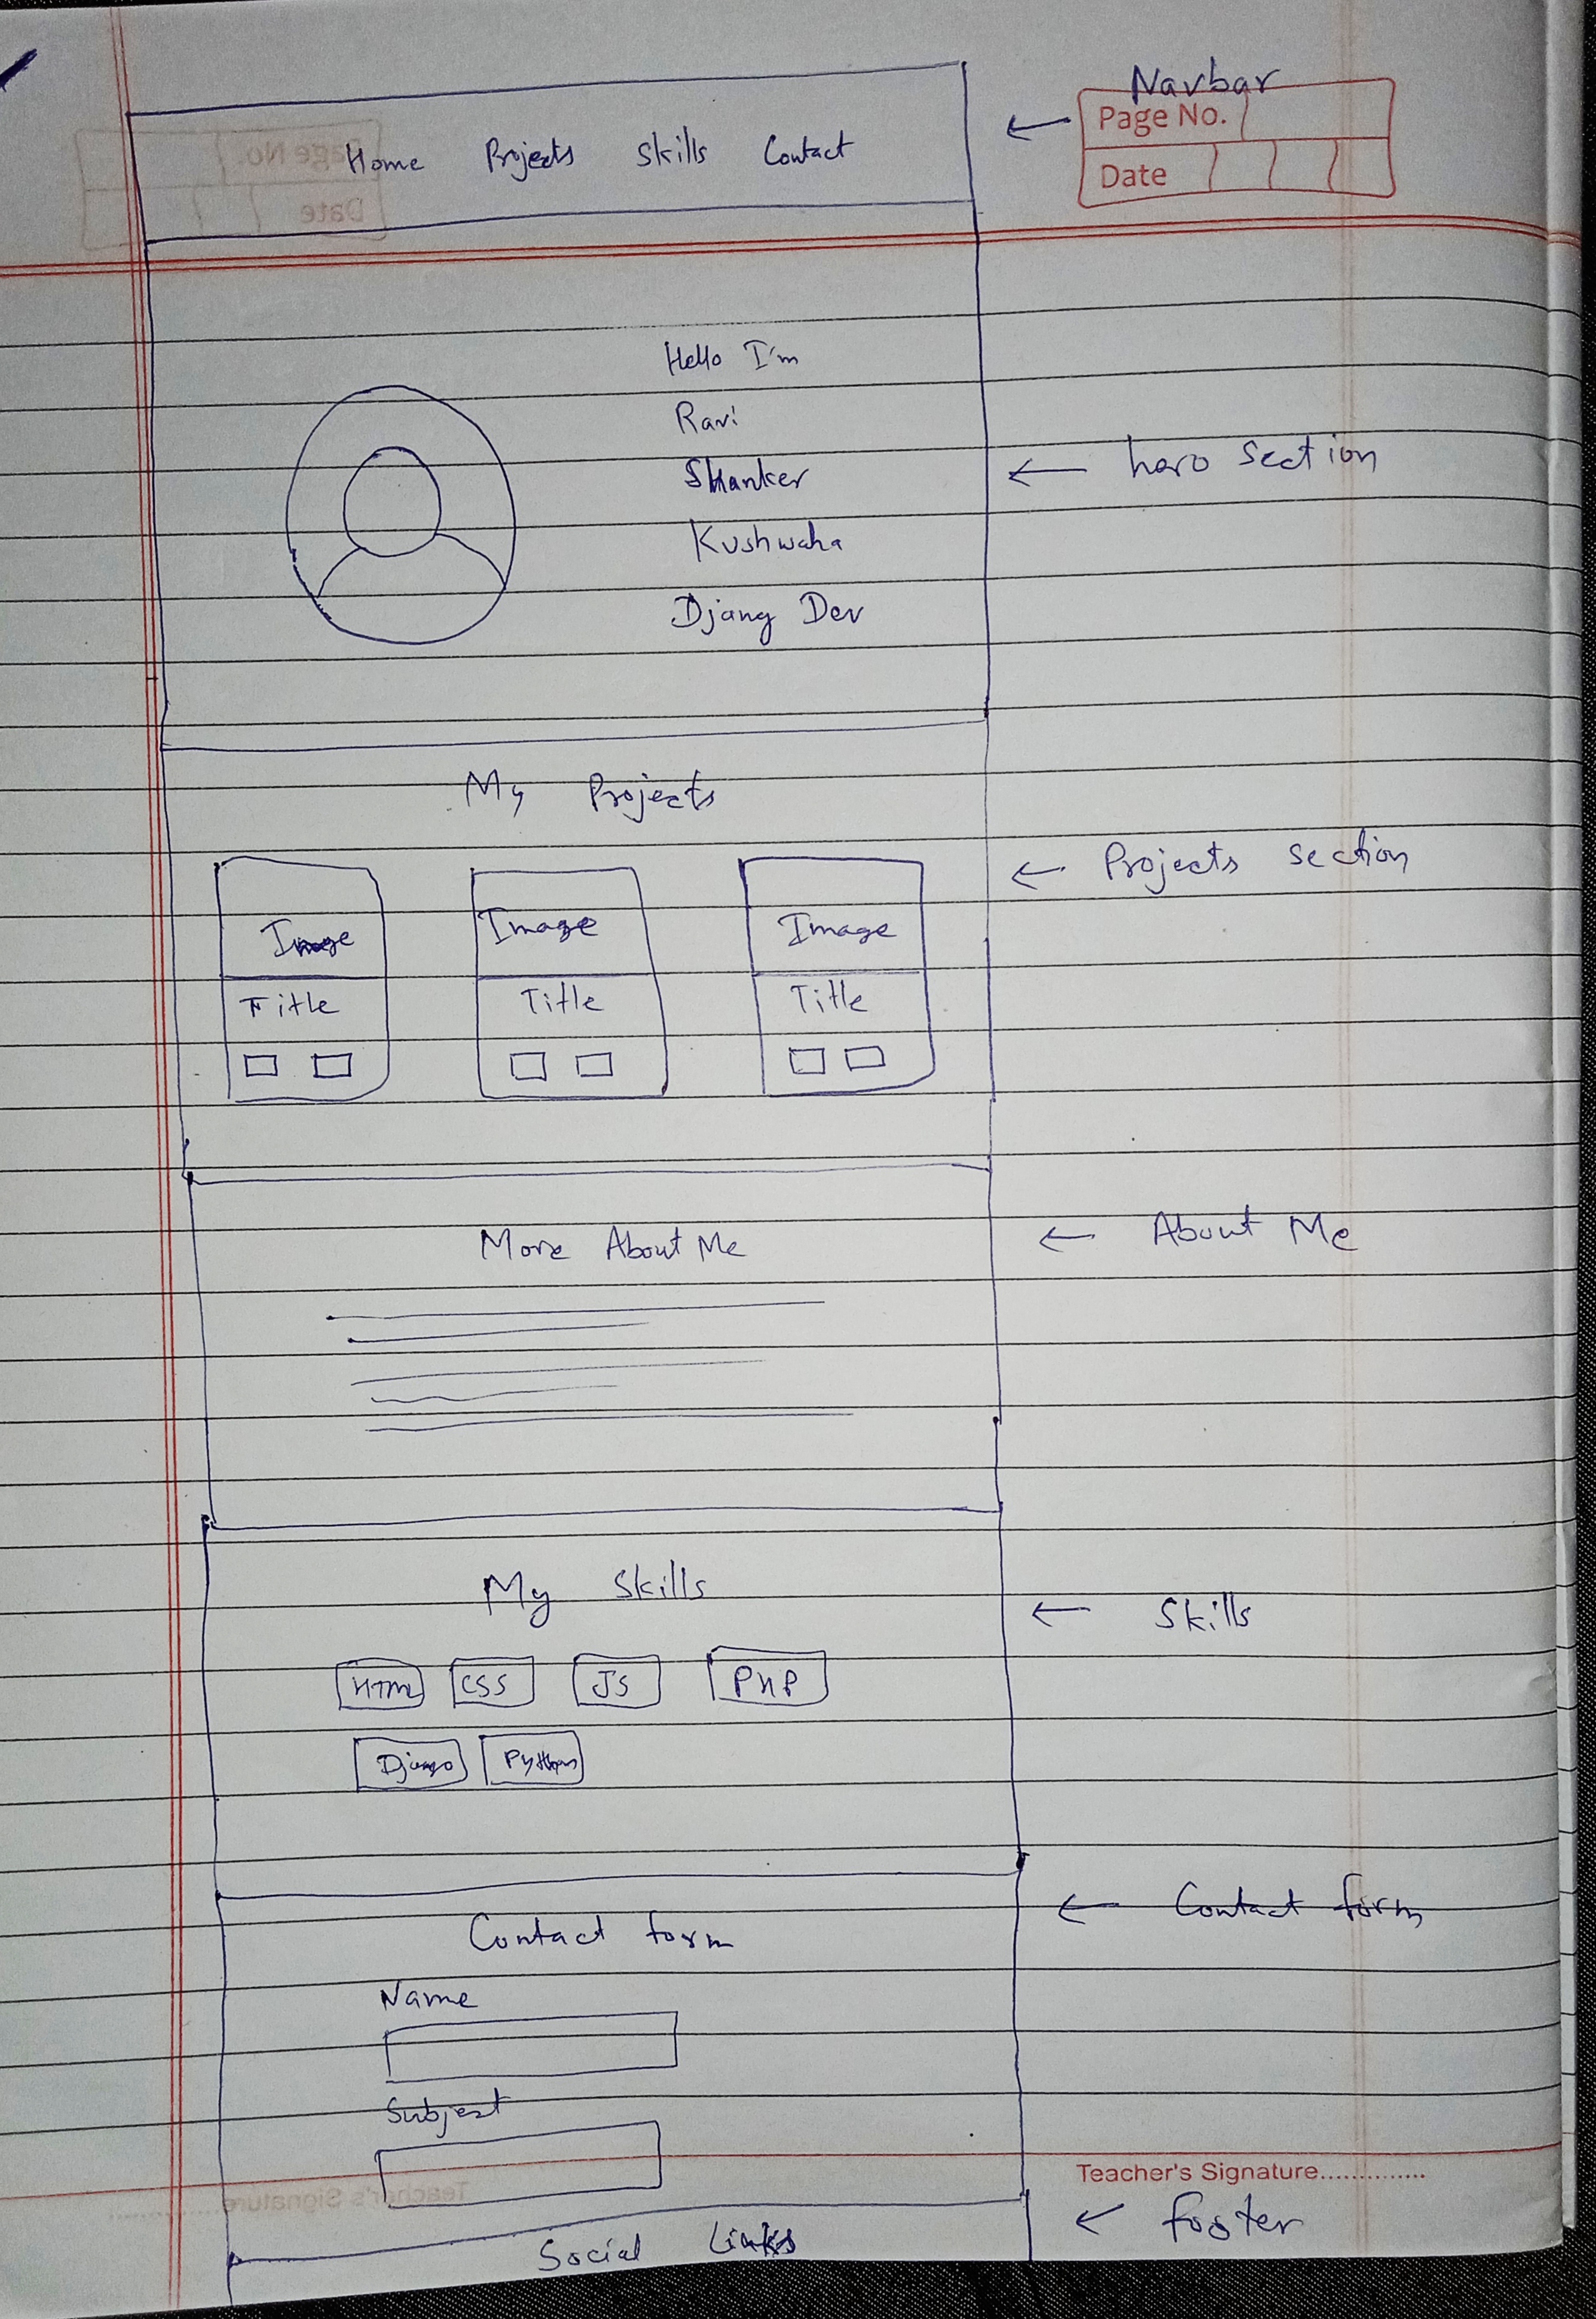 Navbar
Page No.
Date
Home Projects Skills Contact
Hello I'm
Ravi
Shanker
hero section
Kushwaha
Djang Dev
My Projects
Projects section
Image Image Image
Title Title Title
More About Me
About Me
My Skills
Skills
HTML CSS JS PHP
Django Python
Contact form
Contact form
Name
Subject
Teacher's Signature..............
footer
Social Links